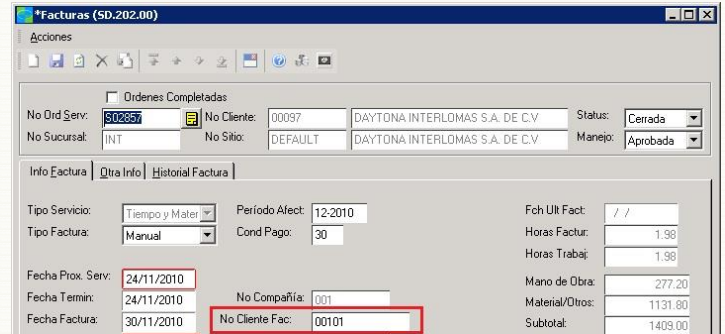 *Facturas (SD.202.00)
Acciones
Ordenes Completadas
No Ord Serv: S02857 No Cliente: 00097 DAYTONA INTERLOMAS S.A. DE C.V Status: Cerrada
No Sucursal: INT No Sitio: DEFAULT DAYTONA INTERLOMAS S.A. DE C.V Manejo: Aprobada
Info Factura Otra Info Historial Factura
Tipo Servicio: Tiempo y Mater Período Afect: 12-2010 Fch Ult Fact: / /
Tipo Factura: Manual Cond Pago: 30 Horas Factur: 1.98
Horas Trabaj: 1.98
Fecha Prox. Serv: 24/11/2010 Mano de Obra: 277.20
Fecha Termin: 24/11/2010 No Compañía: 001 Material/Otros: 1131.80
Fecha Factura: 30/11/2010 No Cliente Fac: 00101 Subtotal: 1409.00